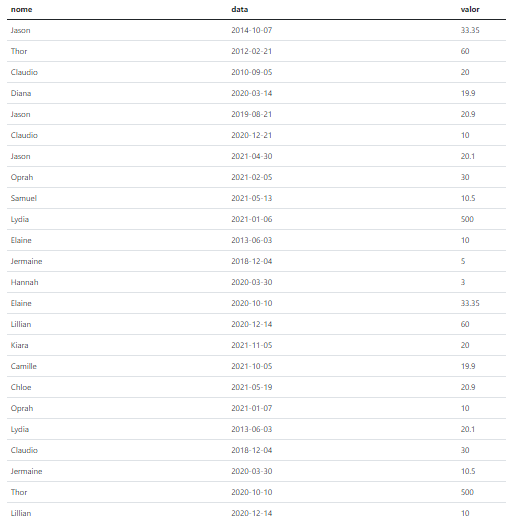 nome data valor
Jason 2014-10-07 33.35
Thor 2012-02-21 60
Claudio 2010-09-05 20
Diana 2020-03-14 19.9
Jason 2019-08-21 20.9
Claudio 2020-12-21 10
Jason 2021-04-30 20.1
Oprah 2021-02-05 30
Samuel 2021-05-13 10.5
Lydia 2021-01-06 500
Elaine 2013-06-03 10
Jermaine 2018-12-04 5
Hannah 2020-03-30 3
Elaine 2020-10-10 33.35
Lillian 2020-12-14 60
Kiara 2021-11-05 20
Camille 2021-10-05 19.9
Chloe 2021-05-19 20.9
Oprah 2021-01-07 10
Lydia 2013-06-03 20.1
Claudio 2018-12-04 30
Jermaine 2020-03-30 10.5
Thor 2020-10-10 500
Lillian 2020-12-14 10